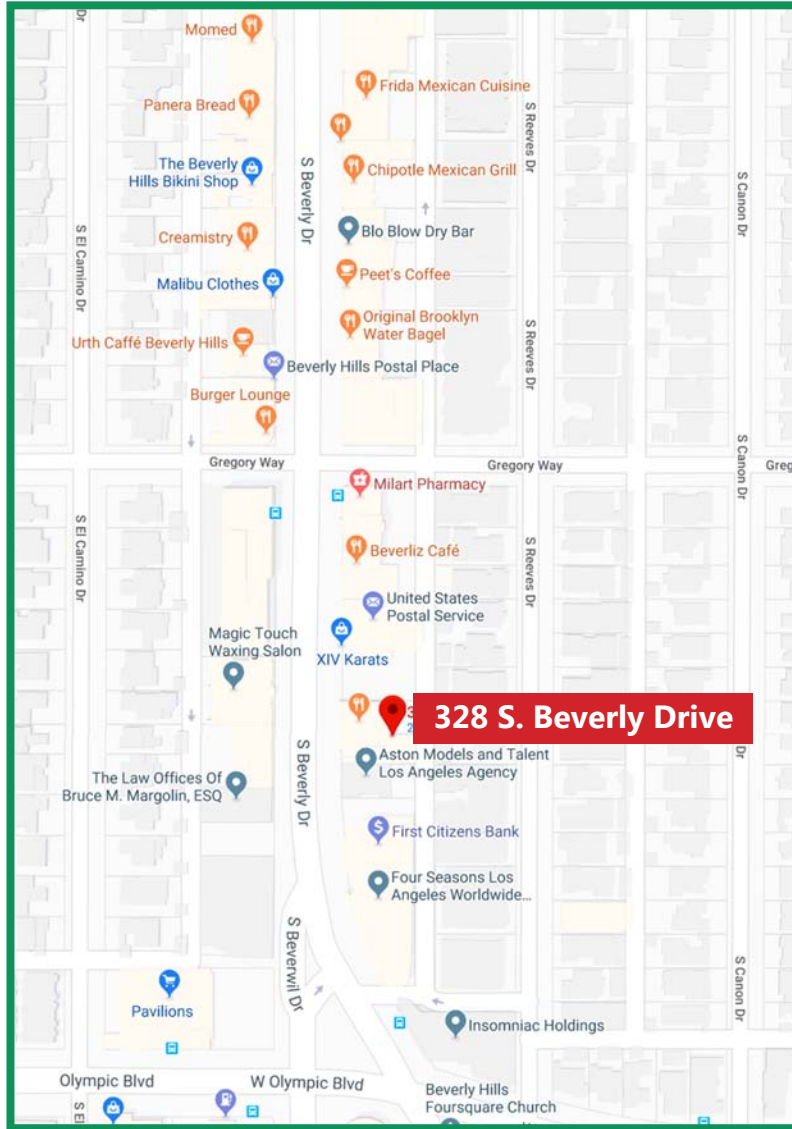 Dr
Momed
Frida Mexican Cuisine
Panera Bread
S Reeves Dr
The Beverly
Hills Bikini Shop
S Beverly Dr
Chipotle Mexican Grill
S Canon Dr
S El Camino Dr
Creamistry
Blo Blow Dry Bar
Malibu Clothes
Peet's Coffee
Original Brooklyn
Water Bagel
S Reeves Dr
Urth Caffé Beverly Hills
Beverly Hills Postal Place
Burger Lounge
S Canon Dr
Gregory Way
Gregory Way
Greg
Milart Pharmacy
S El Camino Dr
Beverliz Café
S Reeves Dr
United States
Postal Service
Magic Touch
Waxing Salon
XIV Karats
328 S. Beverly Drive
3
2
Dr
S Beverly Dr
Aston Models and Talent
Los Angeles Agency
The Law Offices Of
Bruce M. Margolin, ESQ
First Citizens Bank
Four Seasons Los
Angeles Worldwide...
S Beverwil Dr
S Canon Dr
Pavilions
Insomniac Holdings
Olympic Blvd
W Olympic Blvd
S El
Beverly Hills
Foursquare Church